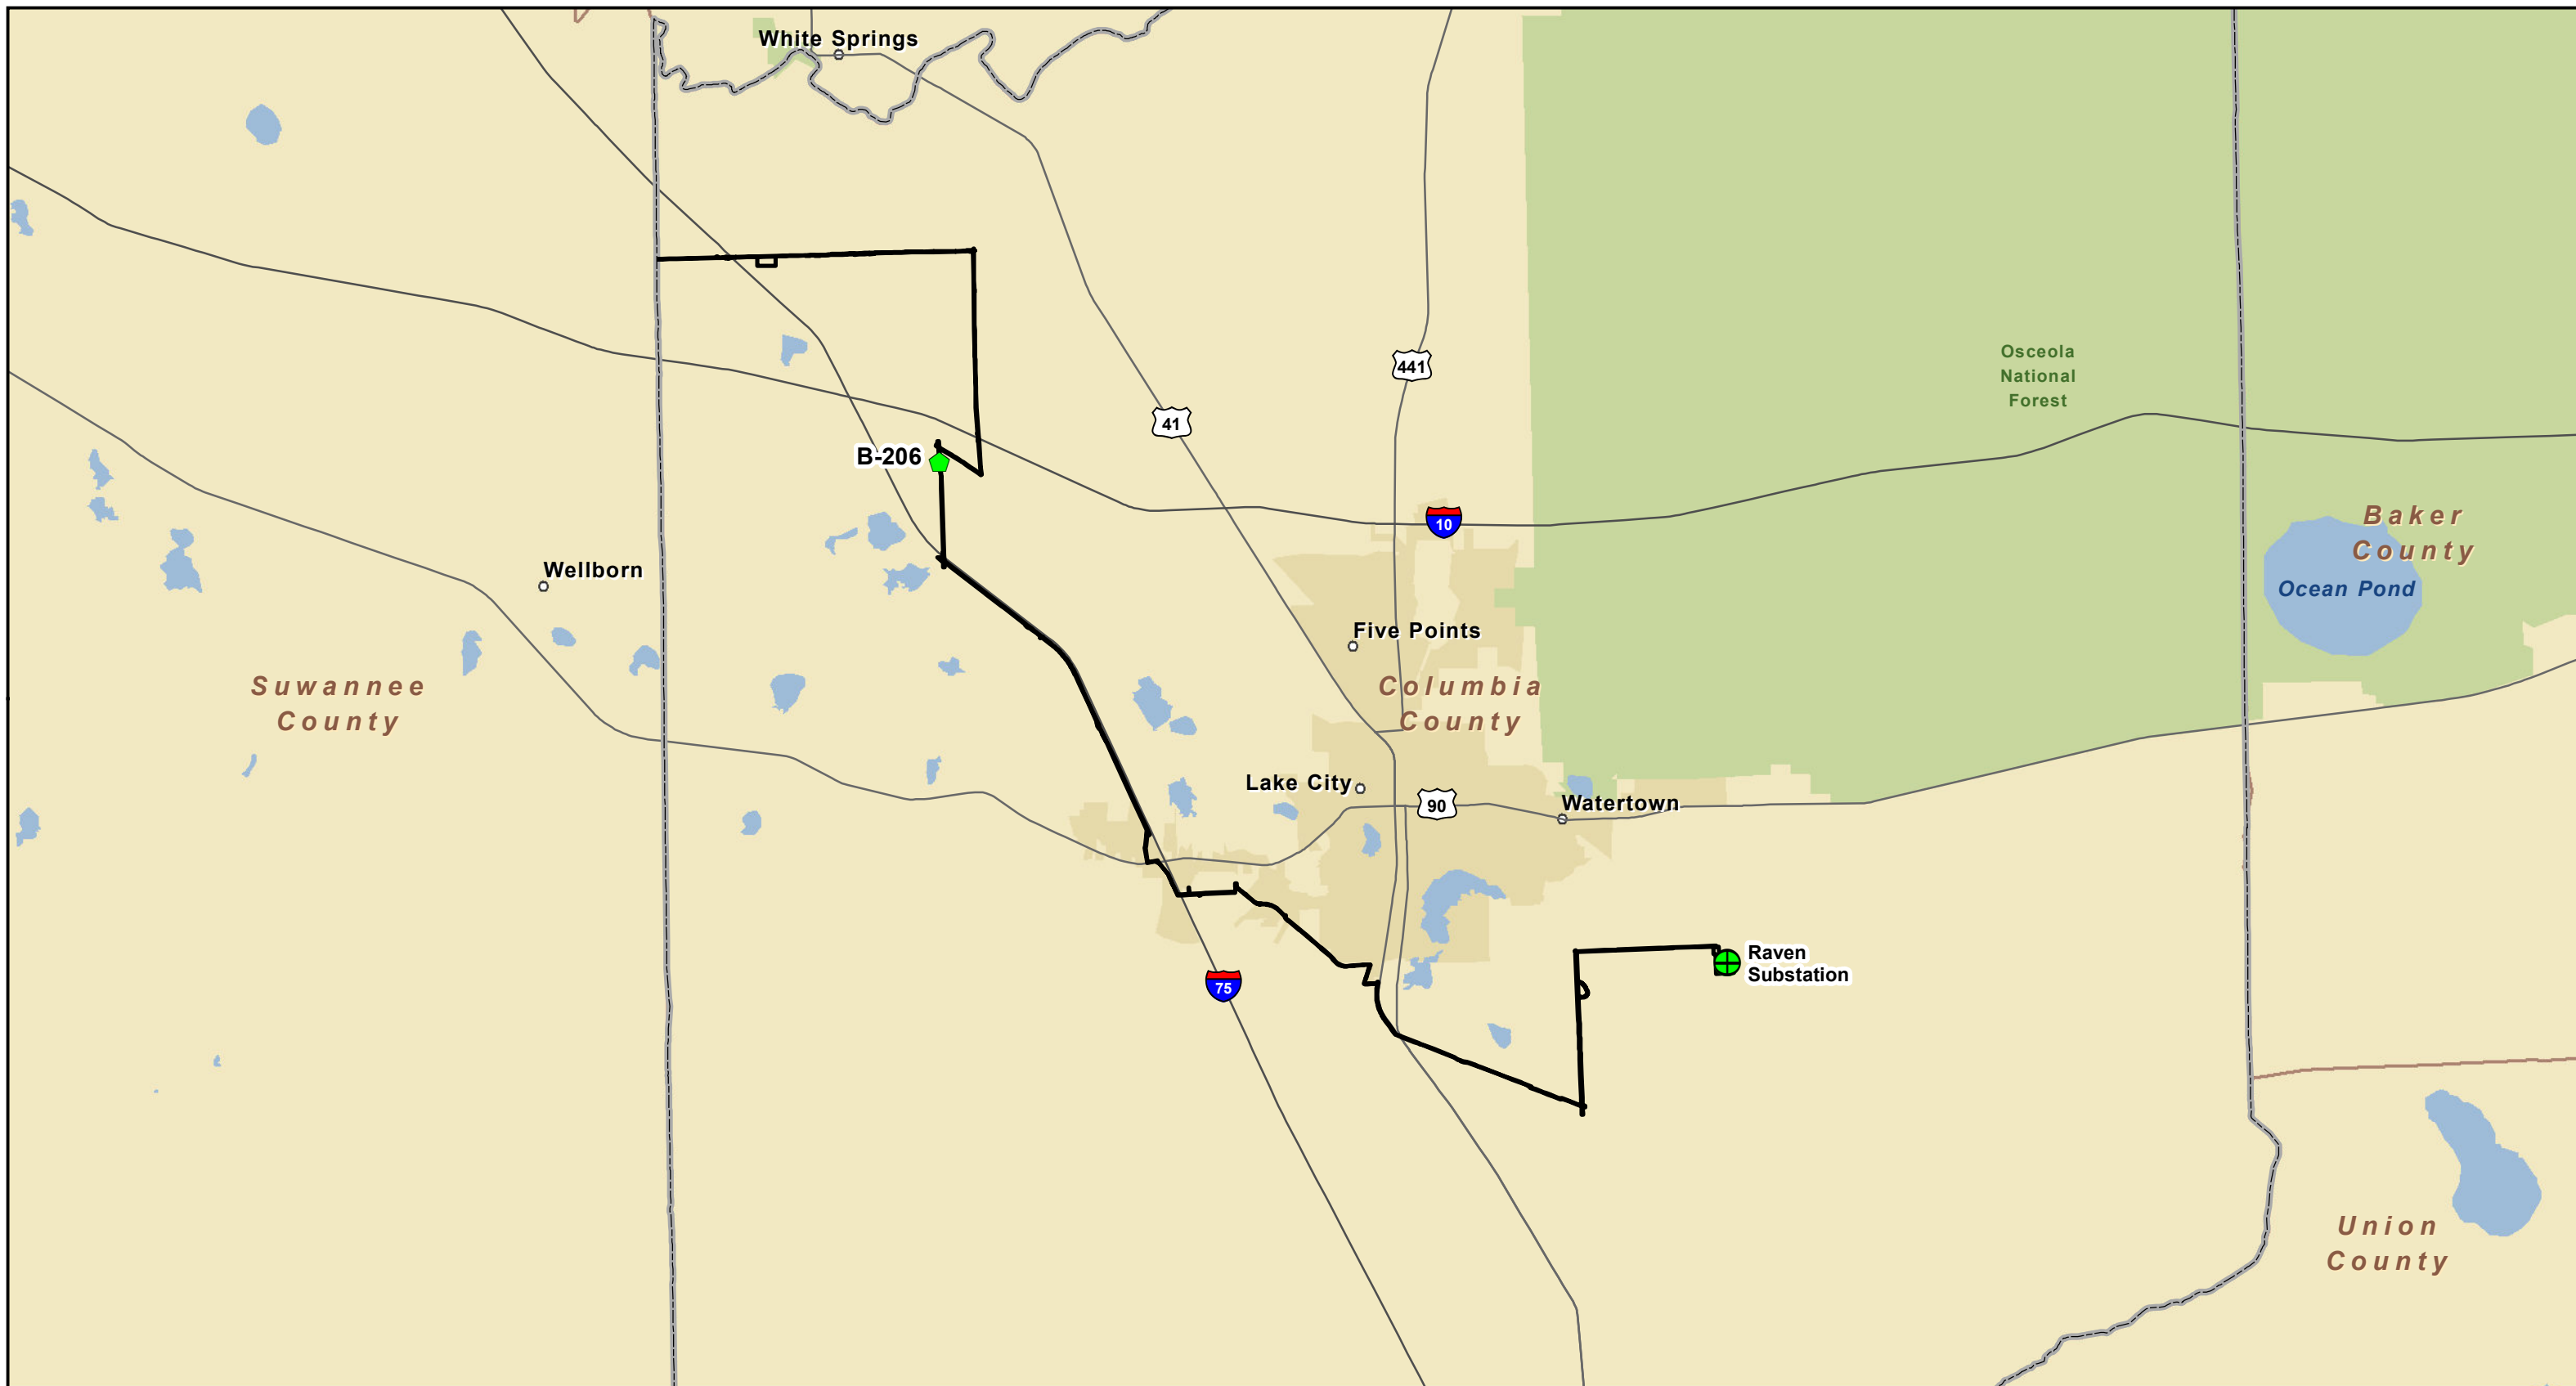 White Springs
Osceola
National
Forest
441
41
B-206
Baker
County
10
Wellborn
Ocean Pond
Five Points
Suwannee
County
Columbia
County
Lake City
90
Watertown
Raven
Substation
75
Union
County